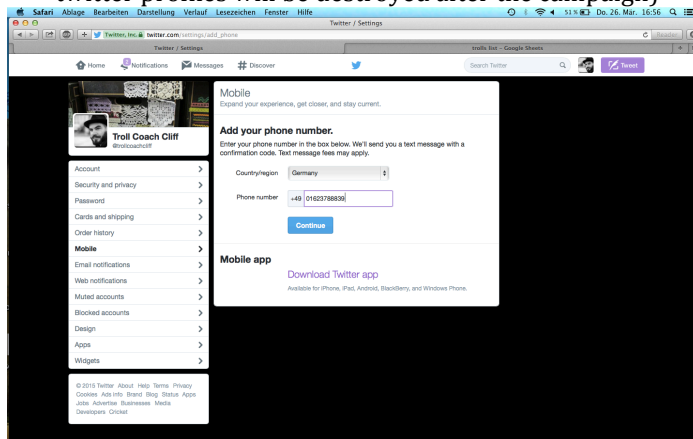 twitter profiles will be destroyed after the campaign)
Safari Ablage Bearbeiten Darstellung Verlauf Lesezeichen Fenster Hilfe 51 % Do. 26. Mär. 16:56
Twitter / Settings
Twitter, Inc. twitter.com/settings/add_phone Reader
Twitter / Settings trolls list – Google Sheets
Home Notifications Messages # Discover Search Twitter Tweet
Troll Coach Cliff
@trollcoachcliff
Account
Security and privacy
Password
Cards and shipping
Order history
Mobile
Email notifications
Web notifications
Muted accounts
Blocked accounts
Design
Apps
Widgets
© 2015 Twitter About Help Terms Privacy
Cookies Ads info Brand Blog Status Apps
Jobs Advertise Businesses Media
Developers Cricket
Mobile
Expand your experience, get closer, and stay current.
Add your phone number.
Enter your phone number in the box below. We'll send you a text message with a
confirmation code. Text message fees may apply.
Country/region Germany
Phone number +49 01623788839
Continue
Mobile app
Download Twitter app
Available for iPhone, iPad, Android, BlackBerry, and Windows Phone.